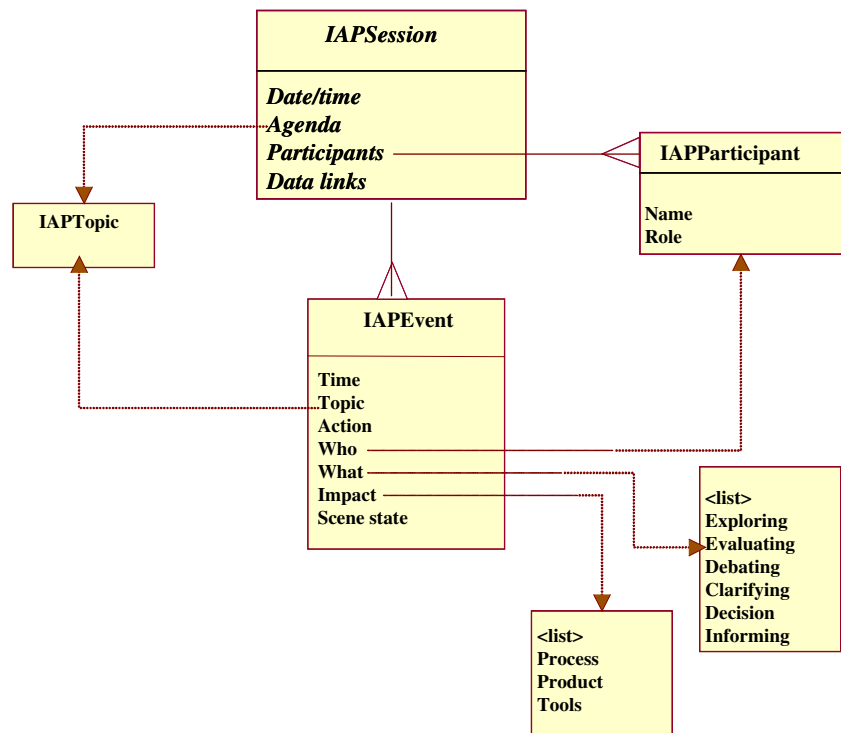 IAPSession
Date/time
Agenda
Participants
Data links
IAPParticipant
Name
Role
IAPTopic
IAPEvent
Time
Topic
Action
Who
What
Impact
Scene state
<list>
Exploring
Evaluating
Debating
Clarifying
Decision
Informing
<list>
Process
Product
Tools